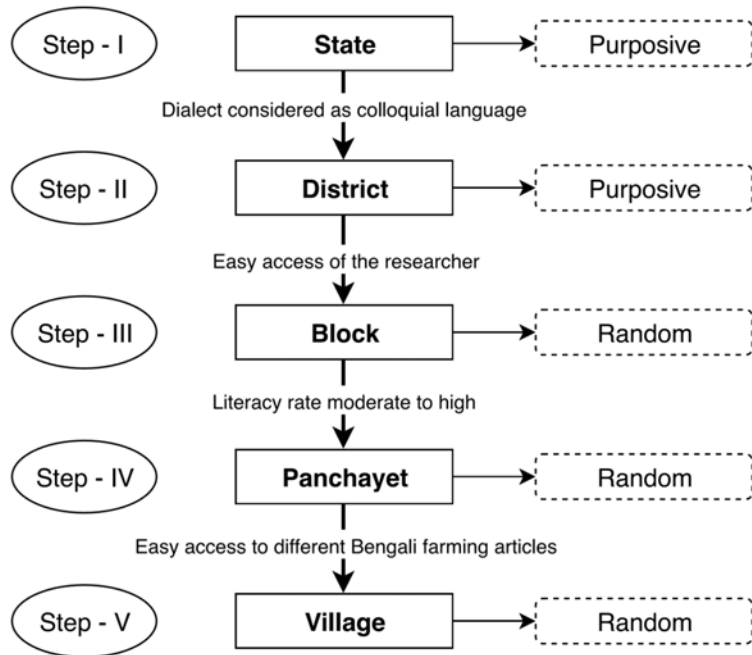 Step - I
State
Purposive
Dialect considered as colloquial language
Step - II
District
Purposive
Easy access of the researcher
Step - III
Block
Random
Literacy rate moderate to high
Step - IV
Panchayet
Random
Easy access to different Bengali farming articles
Step - V
Village
Random